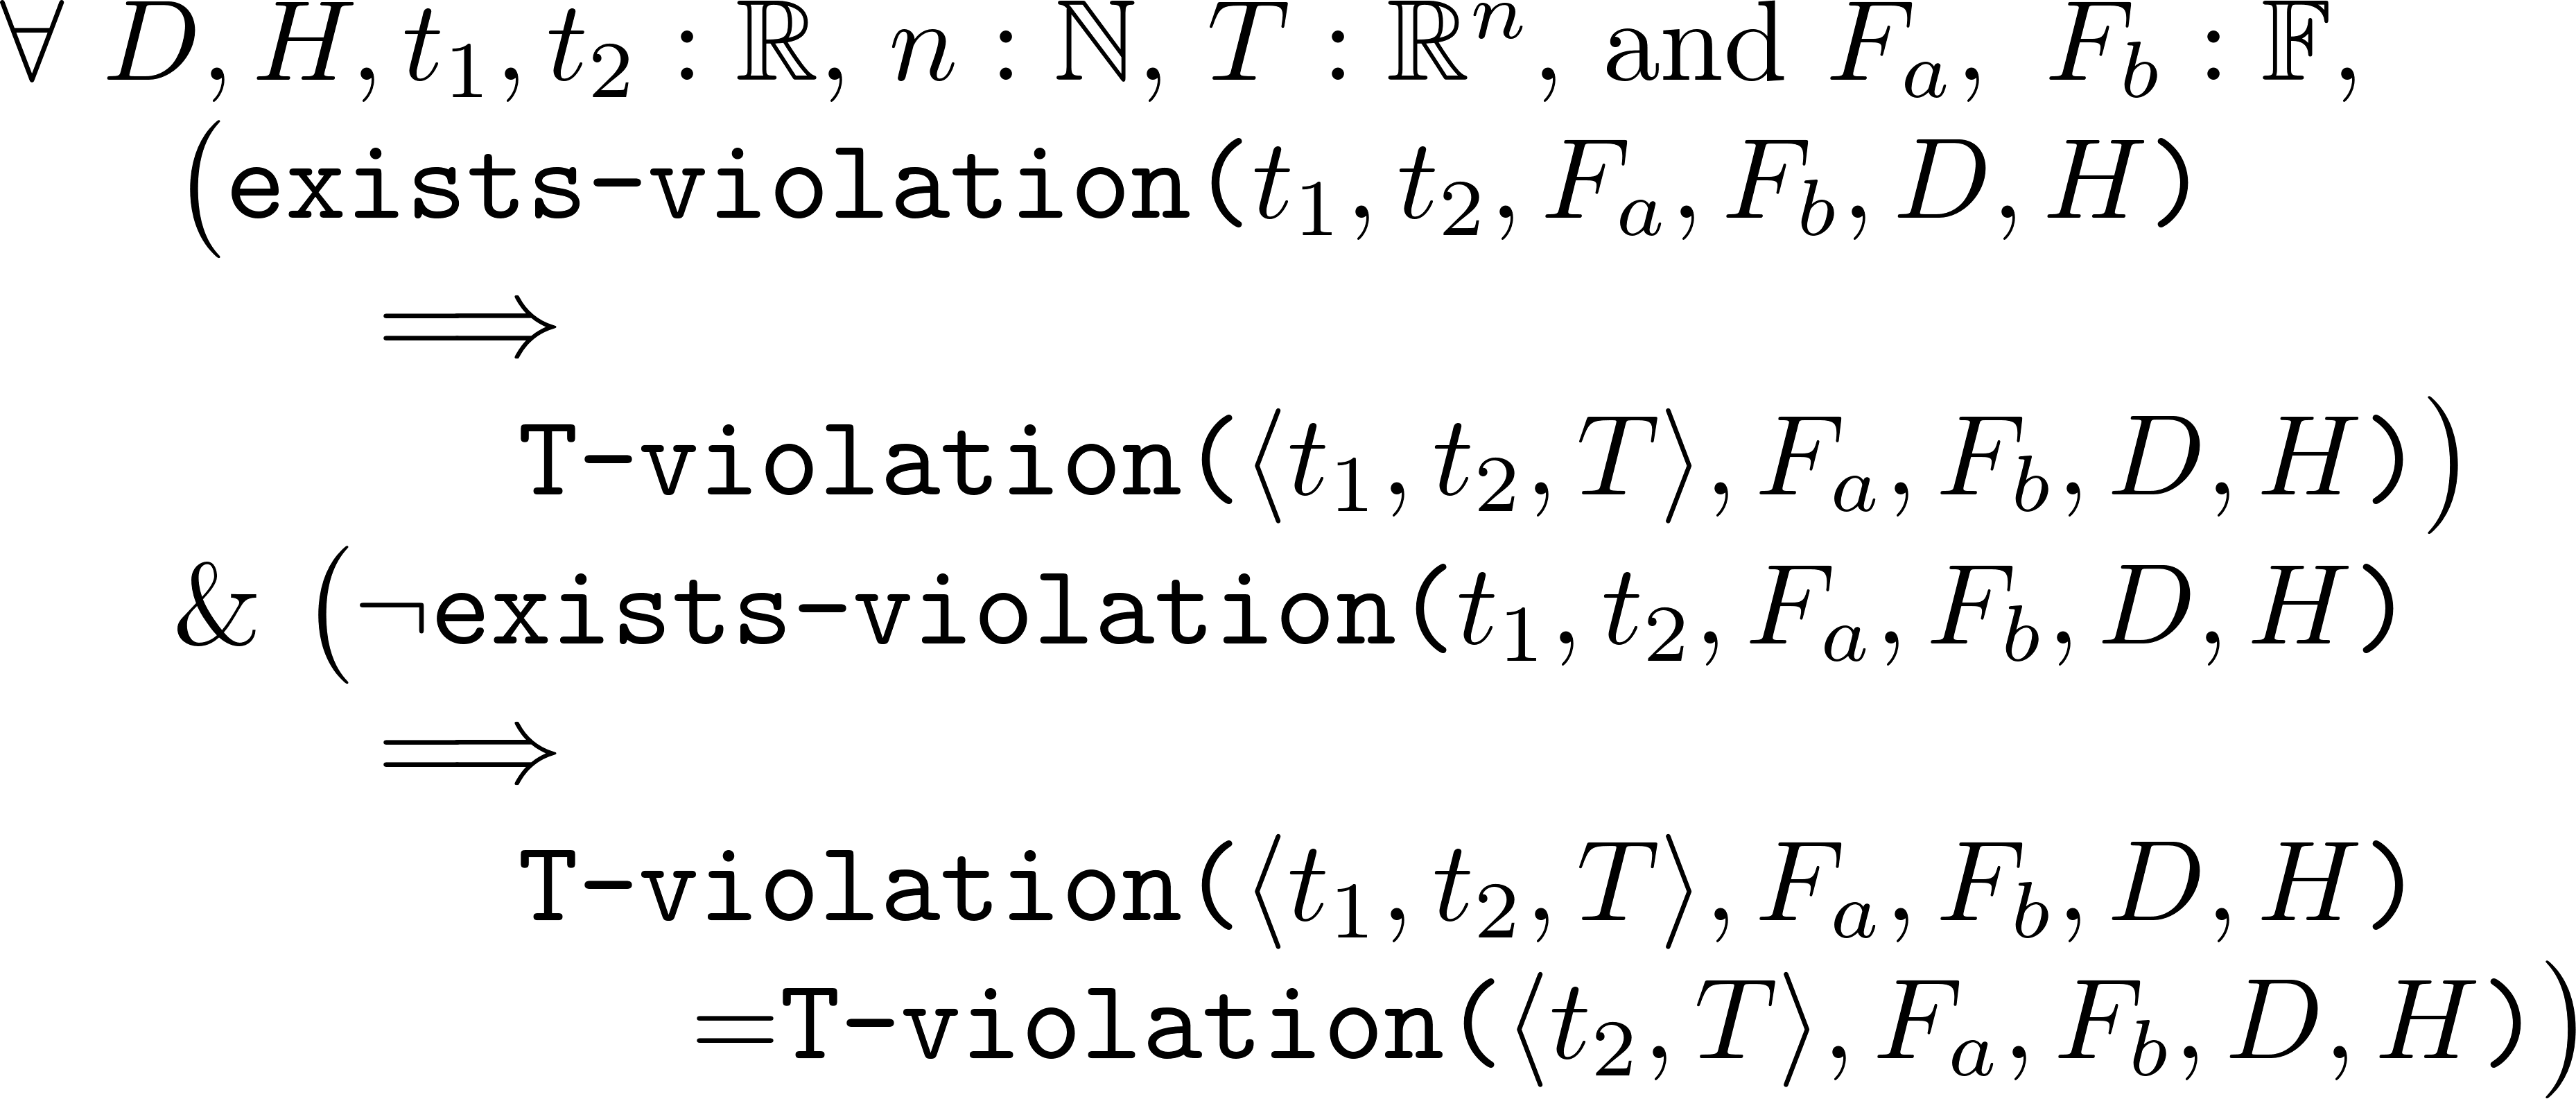 ∀ D, H, t₁, t₂ : ℝ, n : ℕ, T : ℝⁿ, and Fₐ, F_b : 𝔽,
(exists-violation(t₁, t₂, Fₐ, F_b, D, H)
⟹
T-violation(⟨t₁, t₂, T⟩, Fₐ, F_b, D, H))
& (¬exists-violation(t₁, t₂, Fₐ, F_b, D, H)
⟹
T-violation(⟨t₁, t₂, T⟩, Fₐ, F_b, D, H)
=T-violation(⟨t₂, T⟩, Fₐ, F_b, D, H))